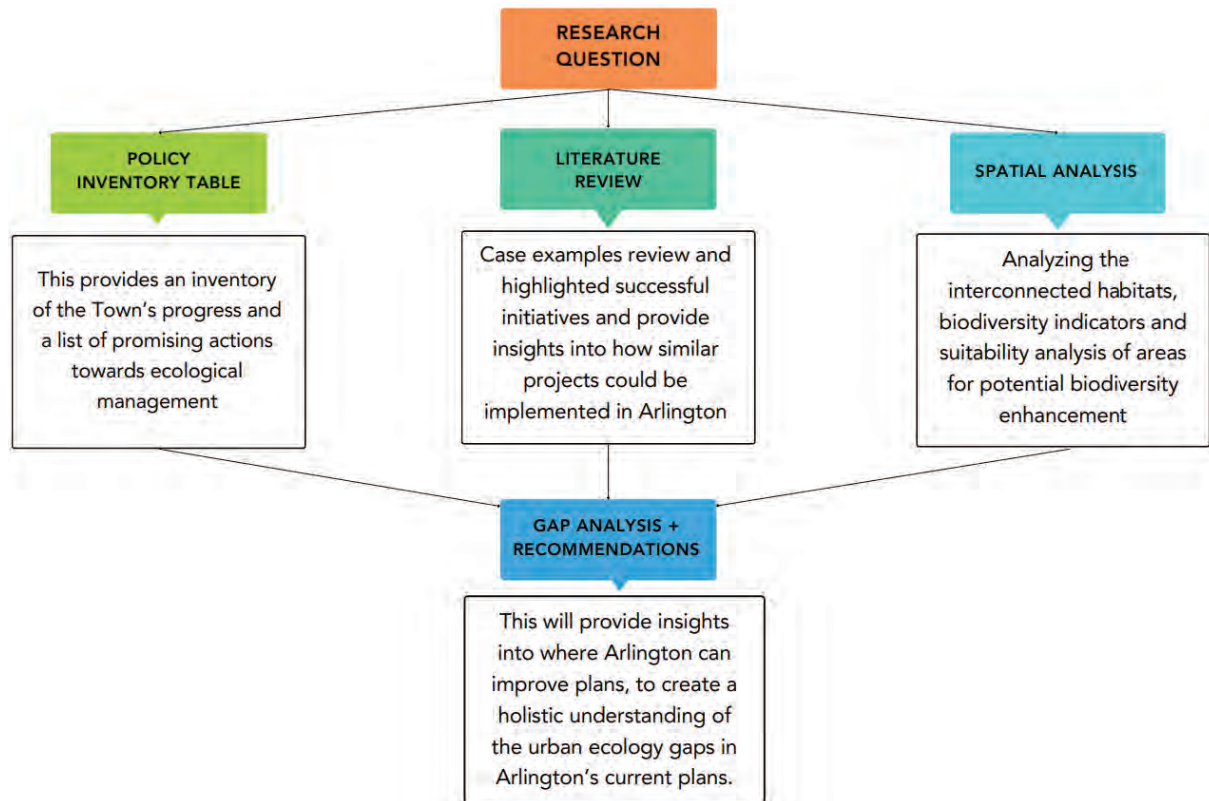 RESEARCH
QUESTION
POLICY
INVENTORY TABLE
This provides an inventory
of the Town's progress and
a list of promising actions
towards ecological
management
LITERATURE
REVIEW
Case examples review and
highlighted successful
initiatives and provide
insights into how similar
projects could be
implemented in Arlington
SPATIAL ANALYSIS
Analyzing the
interconnected habitats,
biodiversity indicators and
suitability analysis of areas
for potential biodiversity
enhancement
GAP ANALYSIS +
RECOMMENDATIONS
This will provide insights
into where Arlington can
improve plans, to create a
holistic understanding of
the urban ecology gaps in
Arlington's current plans.